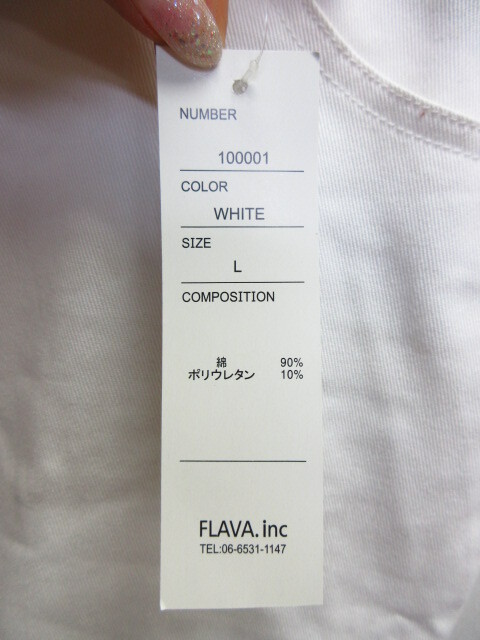 NUMBER
100001
COLOR
WHITE
SIZE
L
COMPOSITION
綿 90%
ポリウレタン 10%
FLAVA.inc
TEL:06-6531-1147